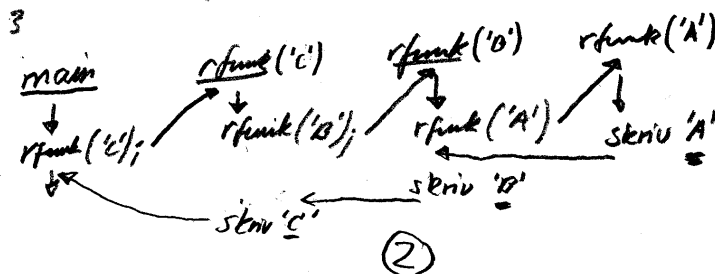 3
main rfunk('C') rfunk('B') rfunk('A')
rfunk('C'); rfunk('B'); rfunk('A') skriv 'A'
skriv 'B'
skriv 'C'
2